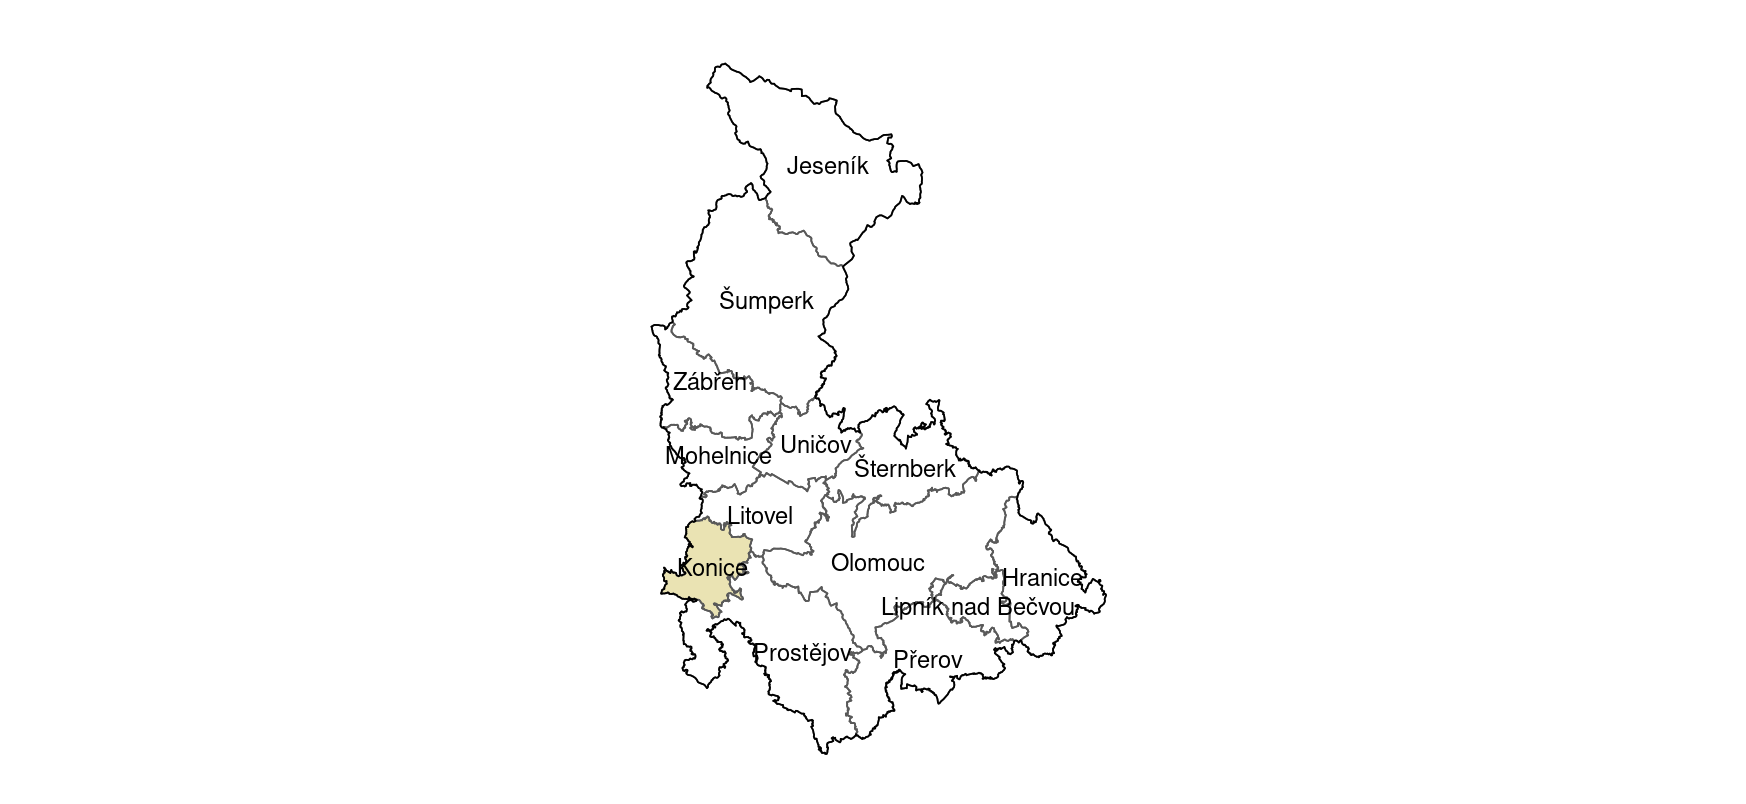 Jeseník
Šumperk
Zábřeh
Uničov
Mohelnice
Šternberk
Litovel
Olomouc
Konice
Hranice
Lipník nad Bečvou
Prostějov
Přerov